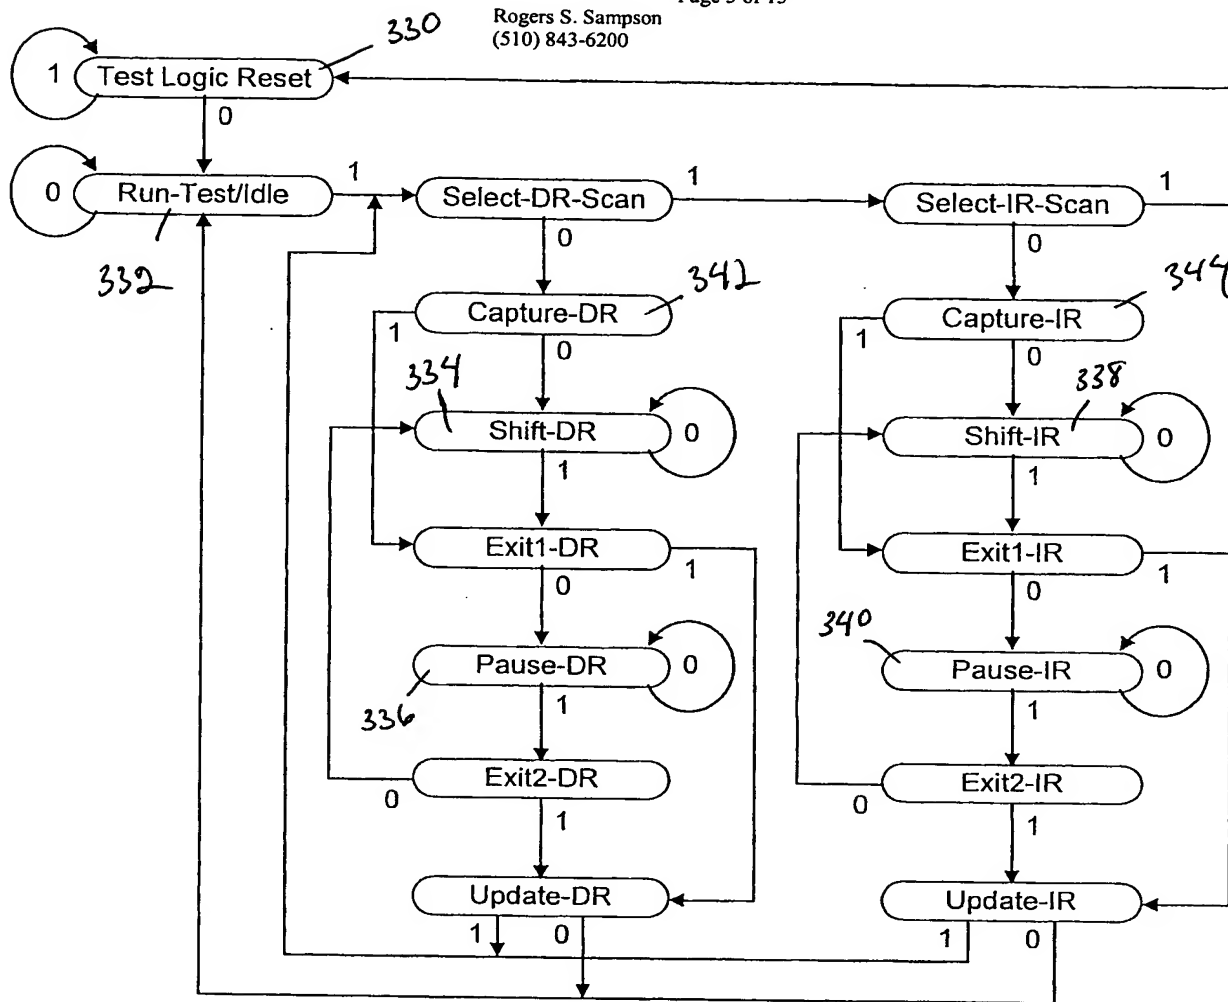 Rogers S. Sampson
(510) 843-6200
330
1 Test Logic Reset
0
0 Run-Test/Idle 1
332
Select-DR-Scan 1
0
Select-IR-Scan 1
0
Capture-DR 342
1 0
Capture-IR 344
1 0
334
Shift-DR 0
1
338
Shift-IR 0
1
Exit1-DR
0 1
Exit1-IR
0 1
Pause-DR 0
336 1
340
Pause-IR 0
1
Exit2-DR
0 1
Exit2-IR
0 1
Update-DR
1 0
Update-IR
1 0